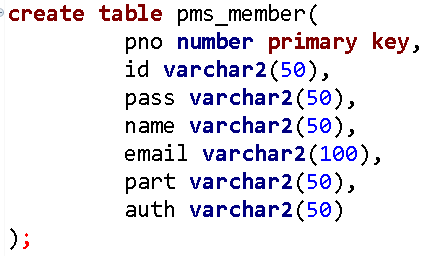 create table pms_member(
pno number primary key,
id varchar2(50),
pass varchar2(50),
name varchar2(50),
email varchar2(100),
part varchar2(50),
auth varchar2(50)
);